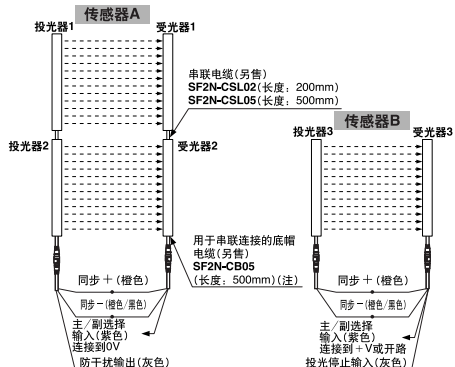 传感器A
投光器1
受光器1
串联电缆(另售)
SF2N-CSL02(长度：200mm)
SF2N-CSL05(长度：500mm)
传感器B
投光器2
受光器2
投光器3
受光器3
用于串联连接的底帽
电缆(另售)
SF2N-CB05
(长度：500mm)(注)
同步＋(橙色)
同步－(橙色/黑色)
主／副选择
输入(紫色)
连接到0V
防干扰输出(灰色)
同步＋(橙色)
同步－(橙色/黑色)
主／副选择
输入(紫色)
连接到＋V或开路
投光停止输入(灰色)